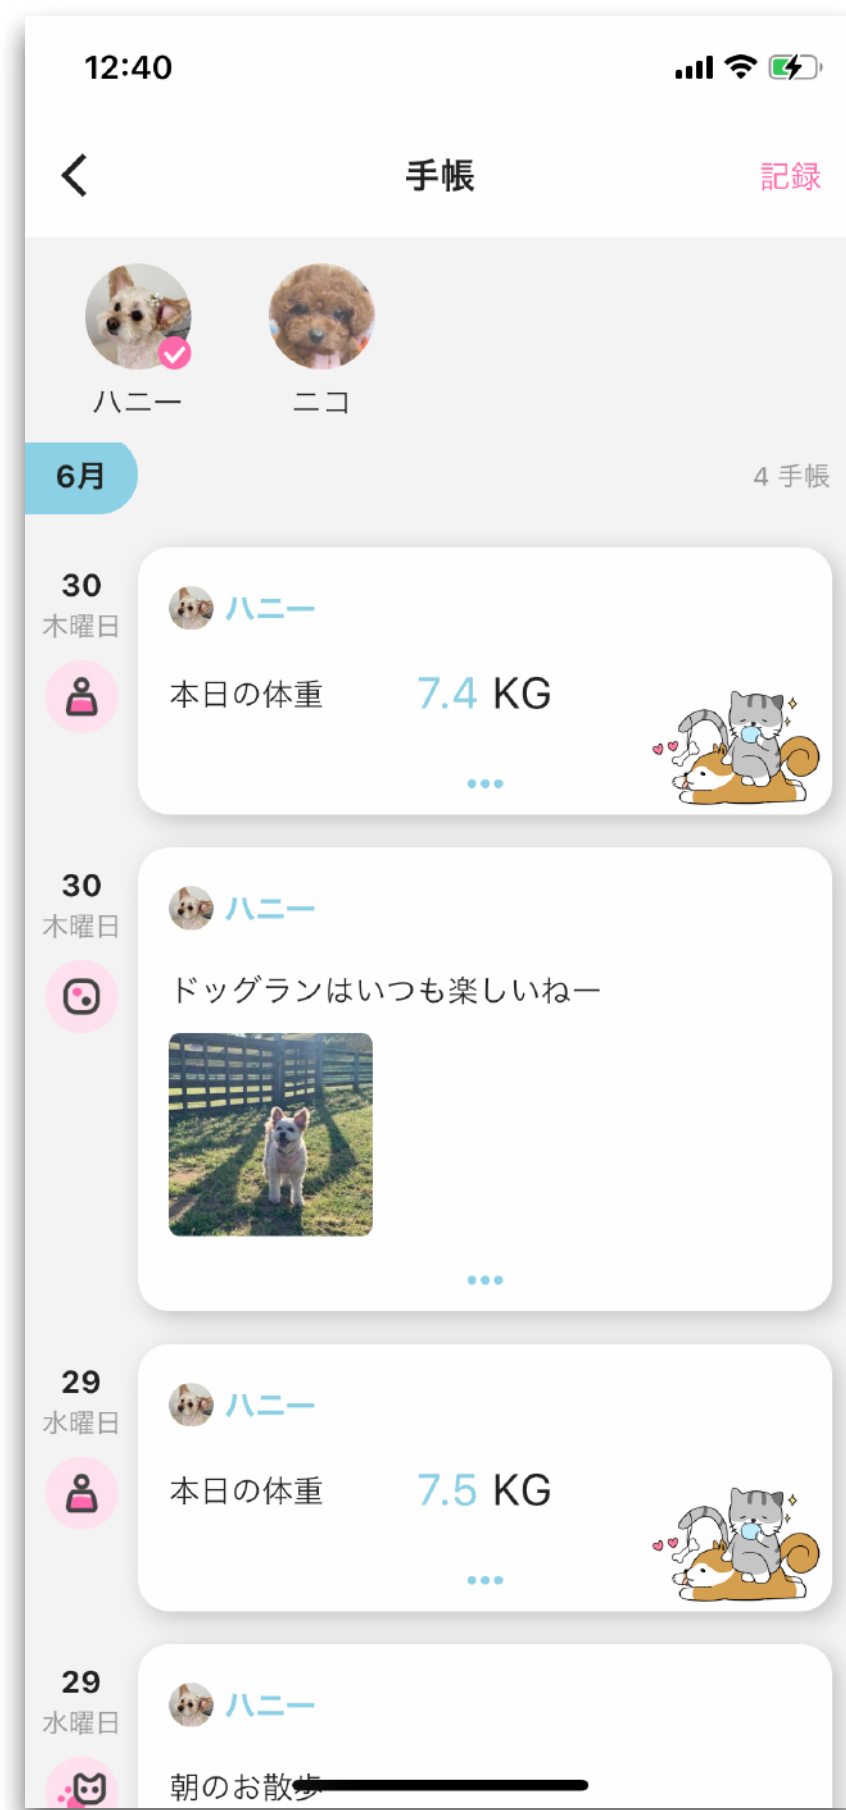 12:40
手帳
記録
ハニー
ニコ
6月
4 手帳
30
木曜日
ハニー
本日の体重 7.4 KG
30
木曜日
ハニー
ドッグランはいつも楽しいねー
29
水曜日
ハニー
本日の体重 7.5 KG
29
水曜日
ハニー
朝のお散歩